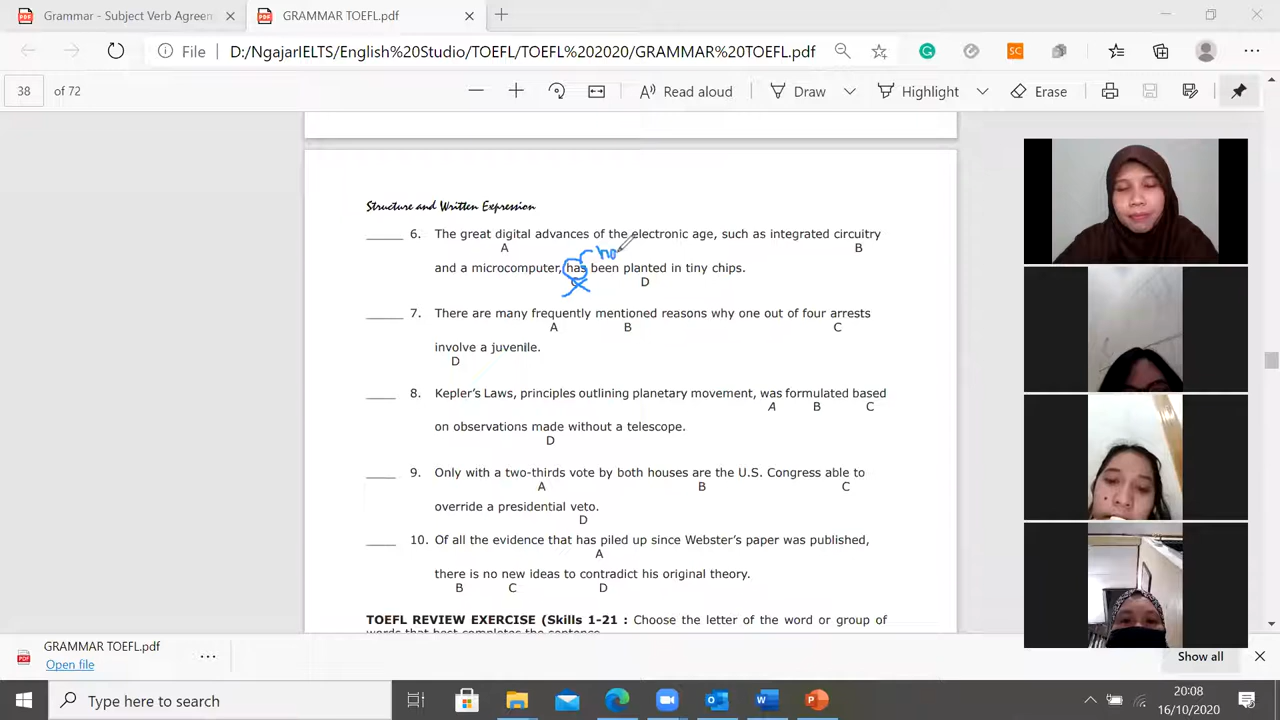 Grammar - Subject Verb Agreem
GRAMMAR TOEFL.pdf
File
D:/NgajarIELTS/English%20Studio/TOEFL/TOEFL%202020/GRAMMAR%20TOEFL.pdf
SC
38 of 72
Read aloud
Draw
Highlight
Erase
Structure and Written Expression
ha
_____ 6. The great digital advances of the electronic age, such as integrated circuitry
A B
and a microcomputer, has been planted in tiny chips.
D
_____ 7. There are many frequently mentioned reasons why one out of four arrests
A B C
involve a juvenile.
D
____ 8. Kepler's Laws, principles outlining planetary movement, was formulated based
A B C
on observations made without a telescope.
D
____ 9. Only with a two-thirds vote by both houses are the U.S. Congress able to
A B C
override a presidential veto.
D
____ 10. Of all the evidence that has piled up since Webster's paper was published,
A
there is no new ideas to contradict his original theory.
B C D
TOEFL REVIEW EXERCISE (Skills 1-21 : Choose the letter of the word or group of
words that best completes the sentence
GRAMMAR TOEFL.pdf
Open file
Show all
Type here to search
20:08
16/10/2020